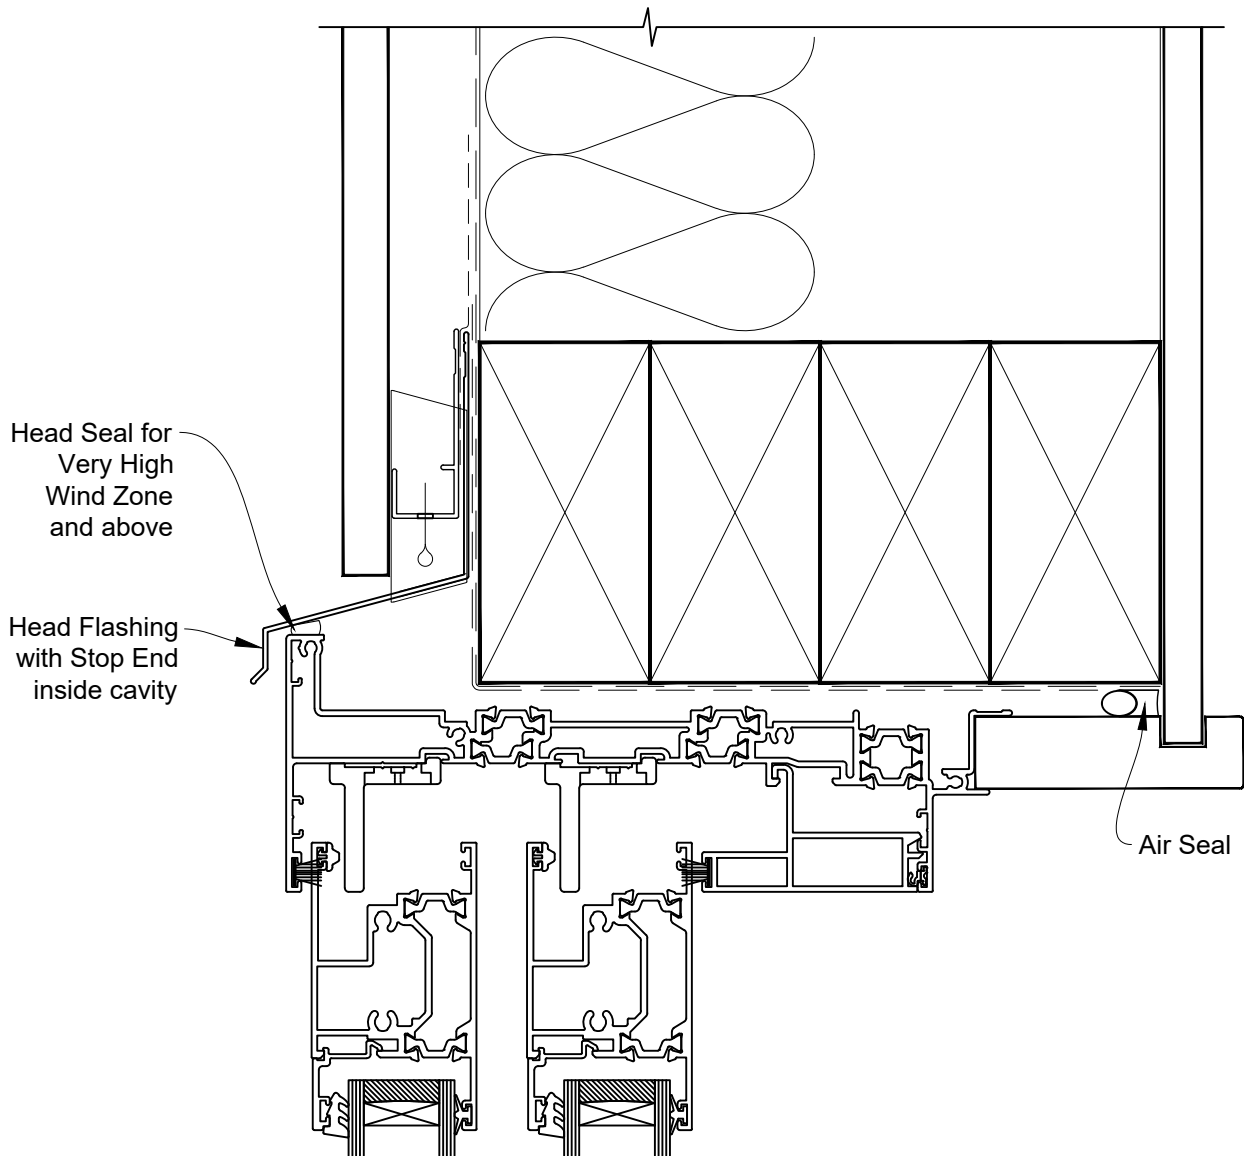 Head Seal for
Very High
Wind Zone
and above
Head Flashing
with Stop End
inside cavity
Air Seal